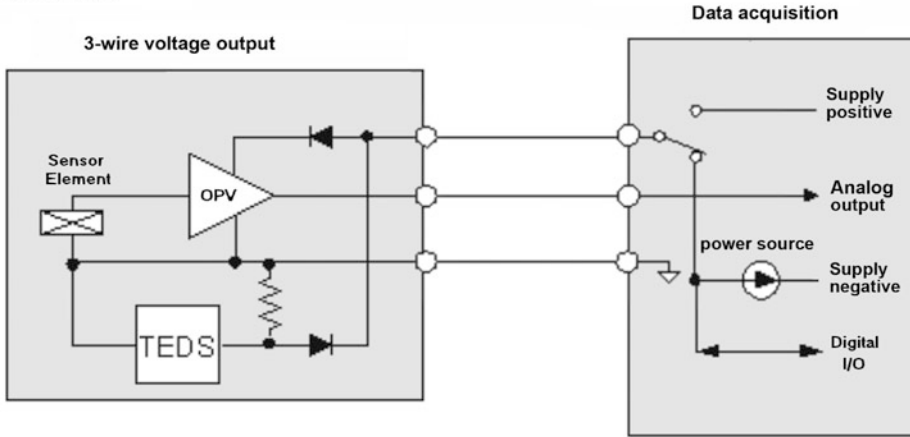 Data acquisition
3-wire voltage output
Supply
positive
Sensor
Element
OPV
Analog
output
power source
Supply
negative
TEDS
Digital
I/O